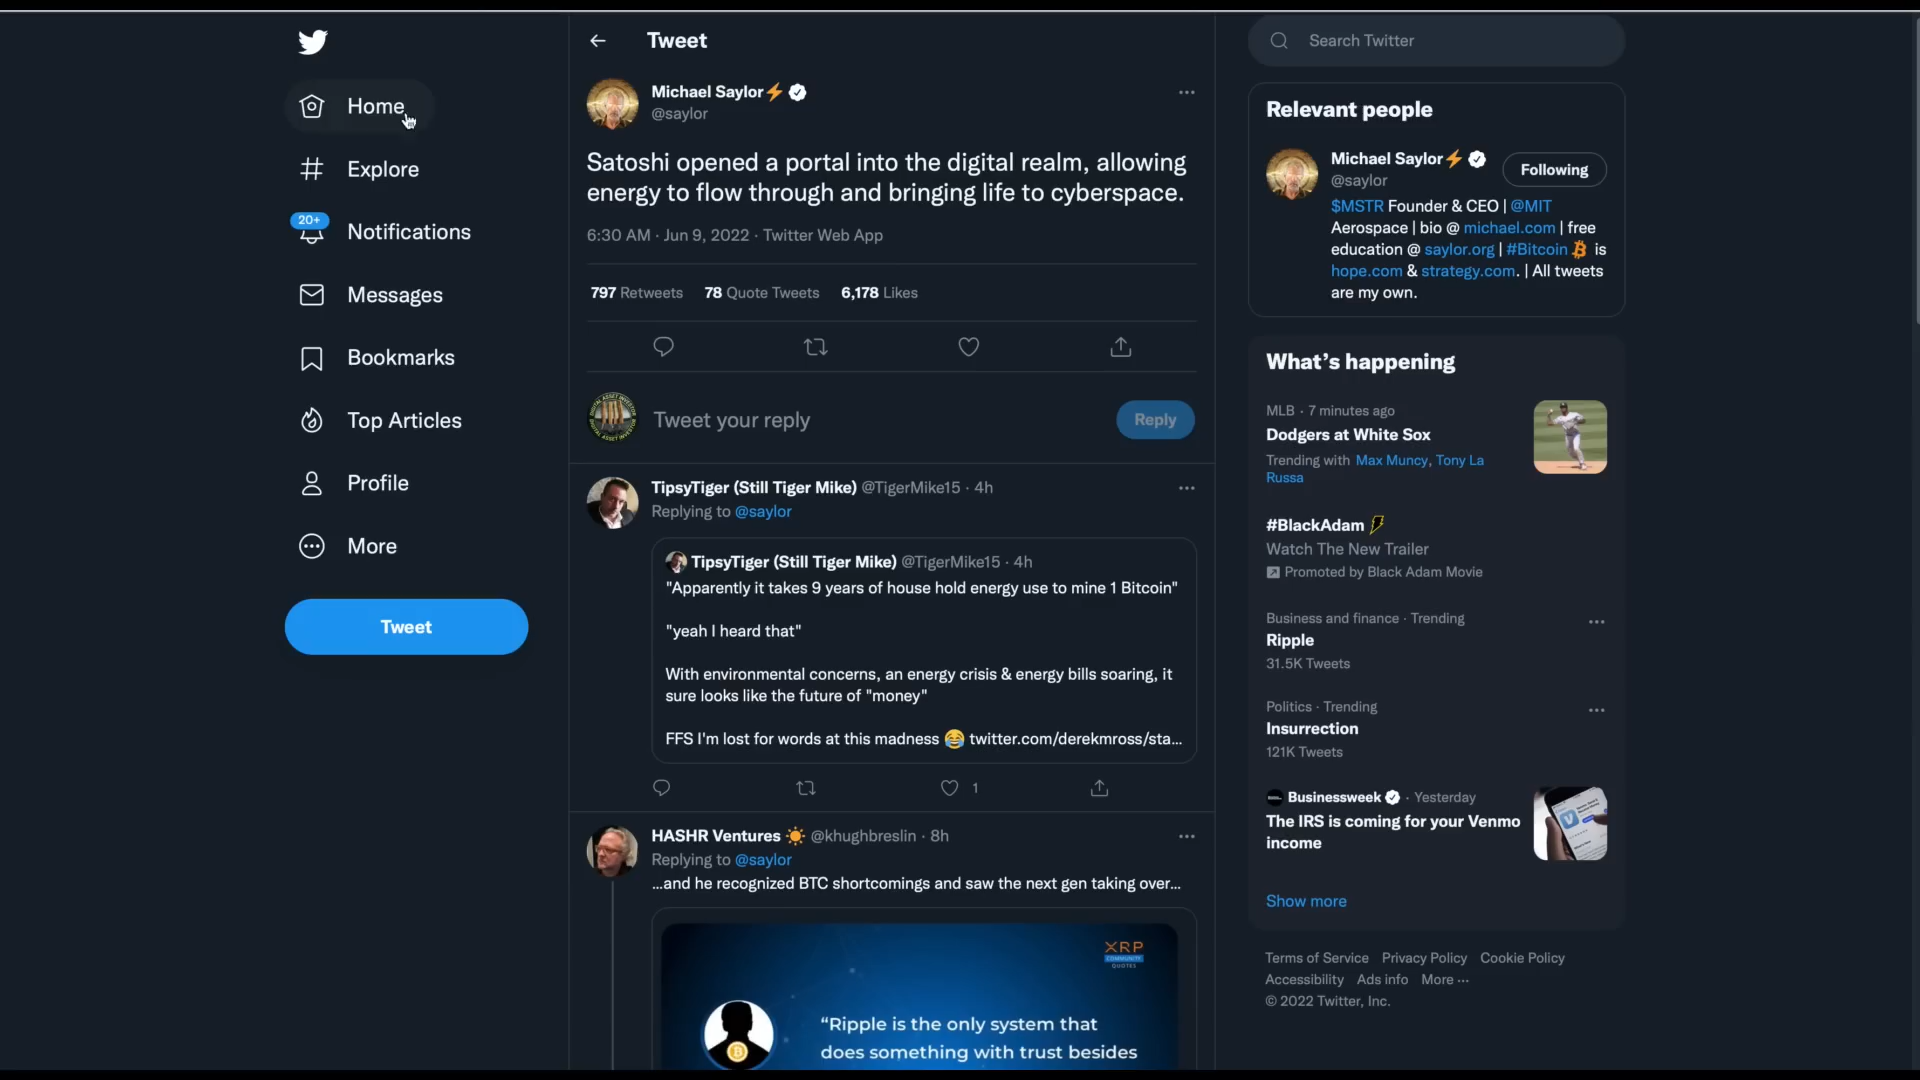 Home
Explore
20+
Notifications
Messages
Bookmarks
Top Articles
Profile
More
Tweet
Tweet
Michael Saylor⚡
@saylor
Satoshi opened a portal into the digital realm, allowing
energy to flow through and bringing life to cyberspace.
6:30 AM · Jun 9, 2022 · Twitter Web App
797 Retweets 78 Quote Tweets 6,178 Likes
Tweet your reply
Reply
TipsyTiger (Still Tiger Mike) @TigerMike15 · 4h
Replying to @saylor
TipsyTiger (Still Tiger Mike) @TigerMike15 · 4h
"Apparently it takes 9 years of house hold energy use to mine 1 Bitcoin"
"yeah I heard that"
With environmental concerns, an energy crisis & energy bills soaring, it
sure looks like the future of "money"
FFS I'm lost for words at this madness 😂 twitter.com/derekmross/sta...
1
HASHR Ventures ☀️ @khughbreslin · 8h
Replying to @saylor
...and he recognized BTC shortcomings and saw the next gen taking over...
XRP
COMMUNITY
QUOTES
“Ripple is the only system that
does something with trust besides
Search Twitter
Relevant people
Michael Saylor⚡
@saylor
Following
$MSTR Founder & CEO | @MIT
Aerospace | bio @ michael.com | free
education @ saylor.org | #Bitcoin is
hope.com & strategy.com. | All tweets
are my own.
What’s happening
MLB · 7 minutes ago
Dodgers at White Sox
Trending with Max Muncy, Tony La
Russa
#BlackAdam
Watch The New Trailer
Promoted by Black Adam Movie
Business and finance · Trending
Ripple
31.5K Tweets
Politics · Trending
Insurrection
121K Tweets
Businessweek · Yesterday
The IRS is coming for your Venmo
income
Show more
Terms of Service Privacy Policy Cookie Policy
Accessibility Ads info More ···
© 2022 Twitter, Inc.